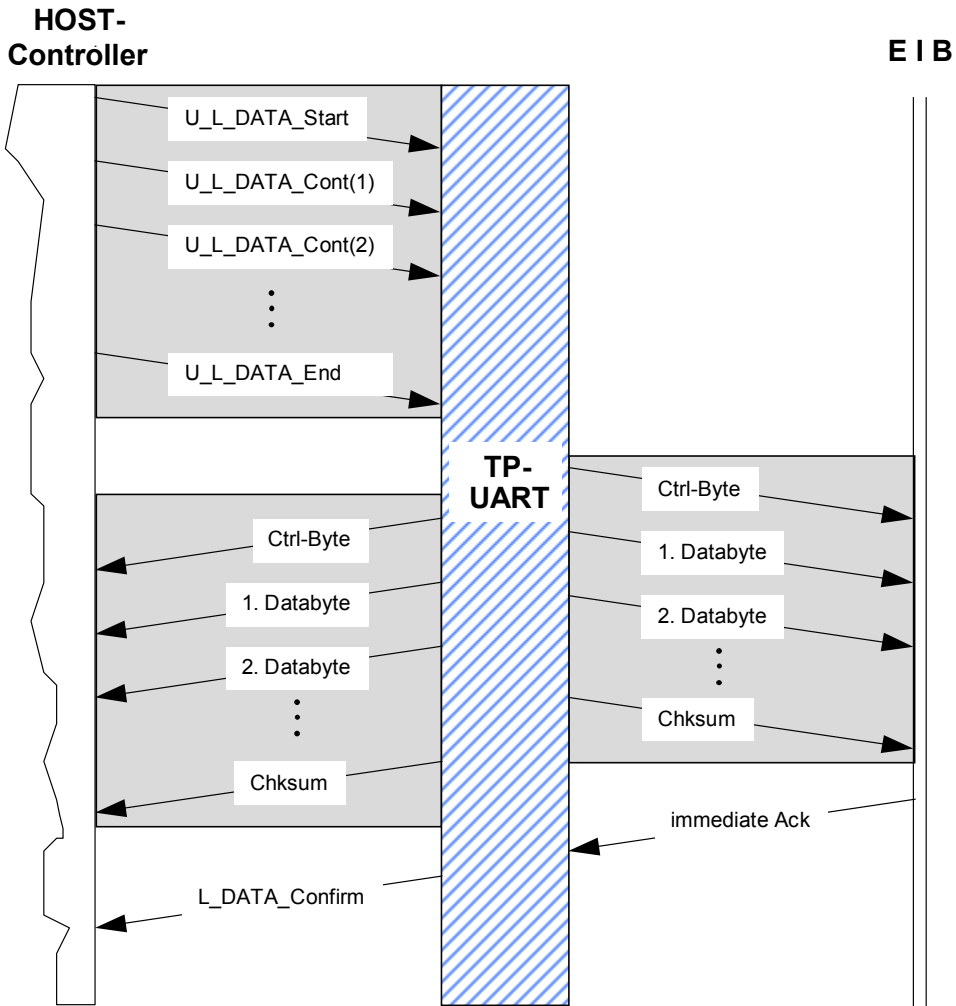 HOST-
Controller
E I B
U_L_DATA_Start
U_L_DATA_Cont(1)
U_L_DATA_Cont(2)
U_L_DATA_End
TP-
UART
Ctrl-Byte
1. Databyte
2. Databyte
Chksum
Ctrl-Byte
1. Databyte
2. Databyte
Chksum
immediate Ack
L_DATA_Confirm